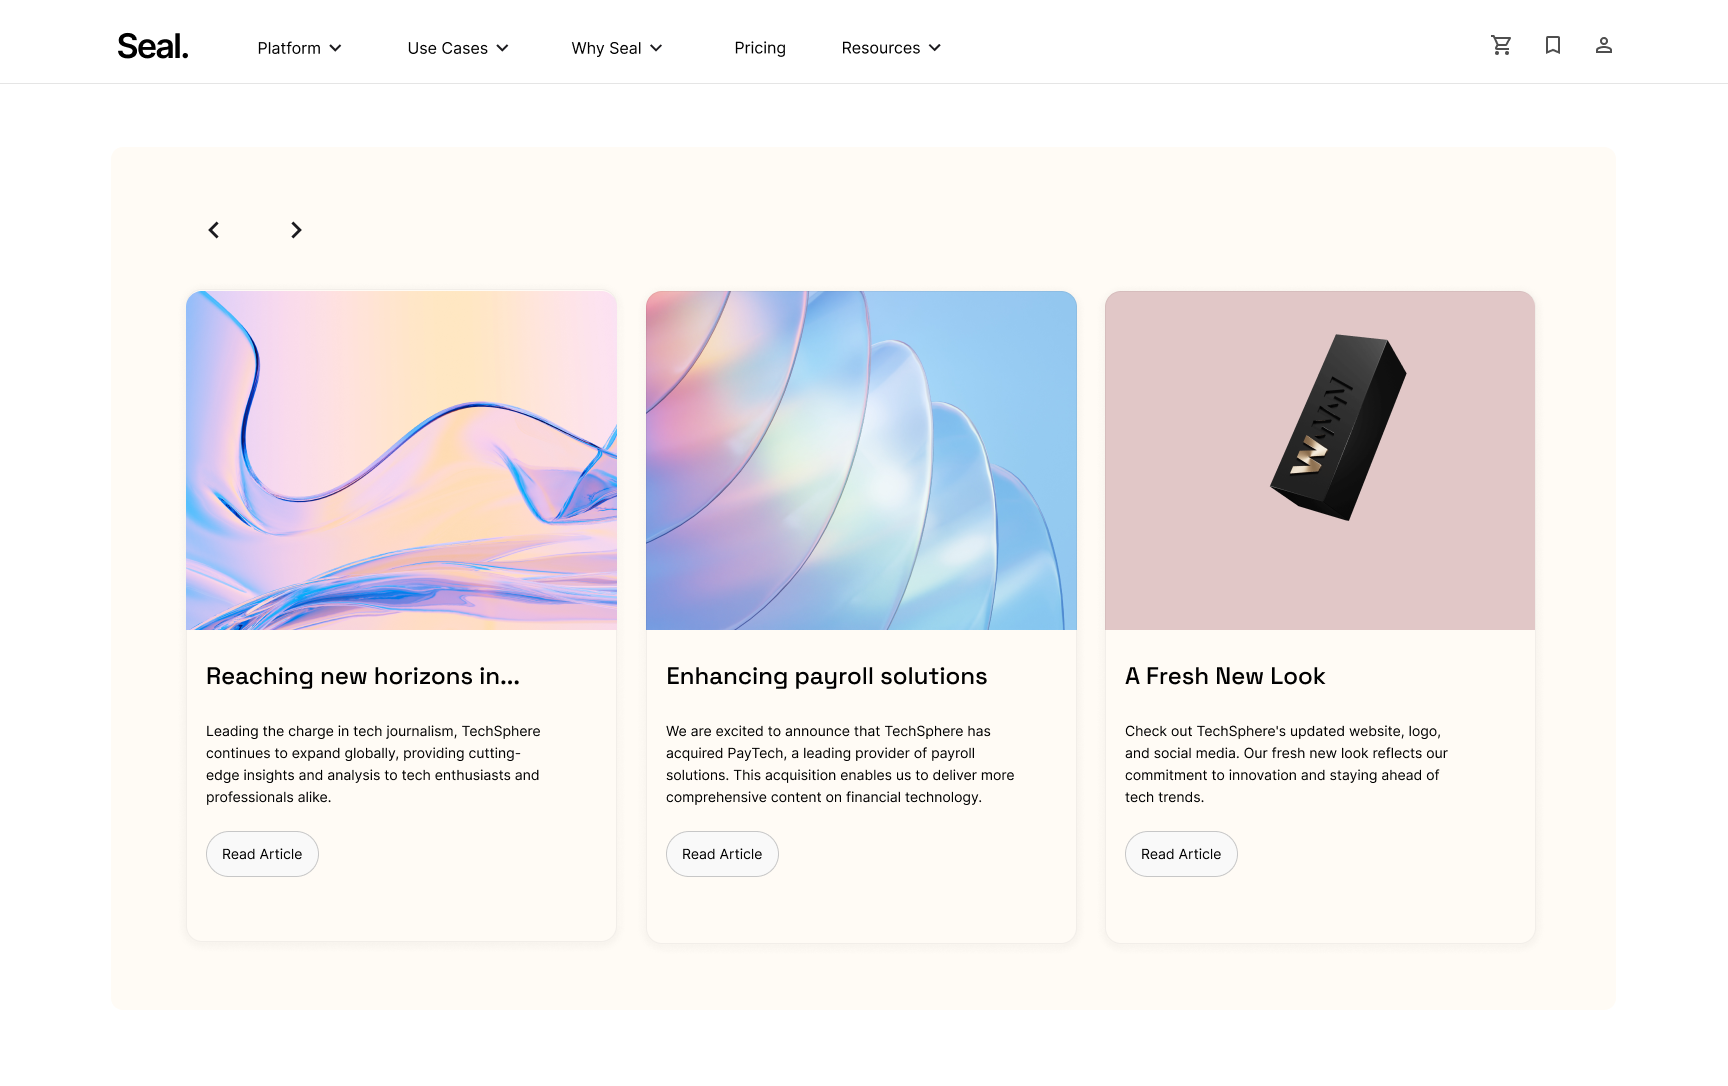 Seal.
Platform
Use Cases
Why Seal
Pricing
Resources
Reaching new horizons in...
Leading the charge in tech journalism, TechSphere
continues to expand globally, providing cutting-
edge insights and analysis to tech enthusiasts and
professionals alike.
Read Article
Enhancing payroll solutions
We are excited to announce that TechSphere has
acquired PayTech, a leading provider of payroll
solutions. This acquisition enables us to deliver more
comprehensive content on financial technology.
Read Article
A Fresh New Look
Check out TechSphere's updated website, logo,
and social media. Our fresh new look reflects our
commitment to innovation and staying ahead of
tech trends.
Read Article